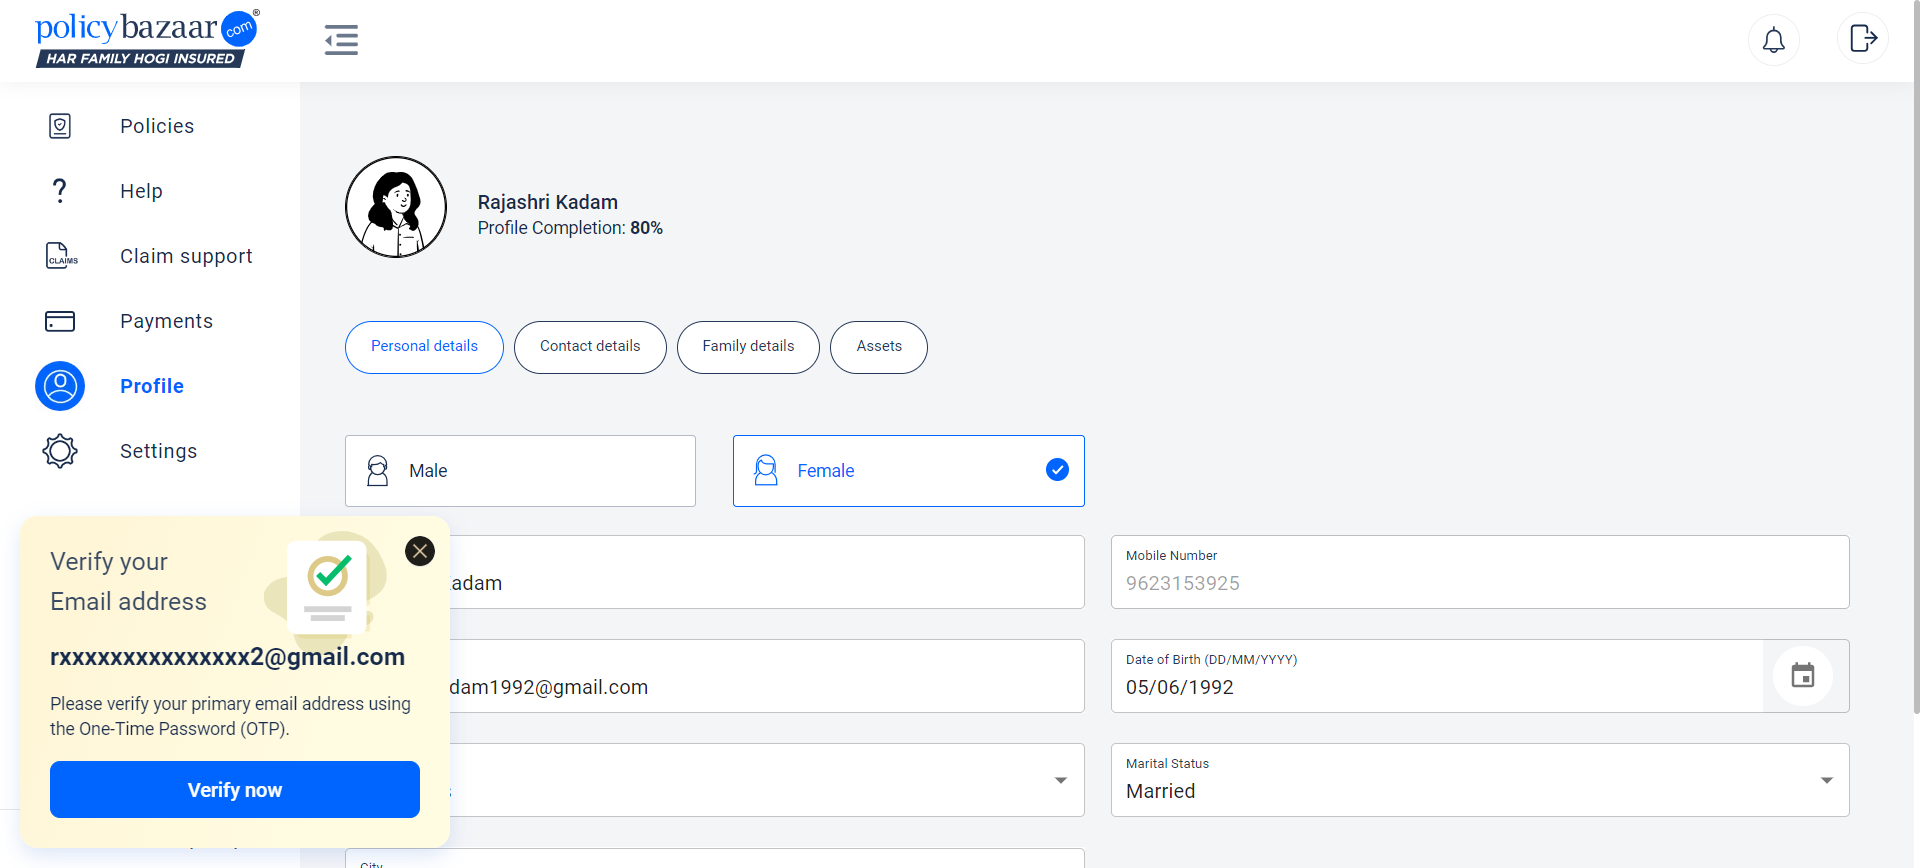 policybazaar com ®
HAR FAMILY HOGI INSURED
Policies
Help
CLAIMS
Claim support
Payments
Profile
Settings
Rajashri Kadam
Profile Completion: 80%
Personal details
Contact details
Family details
Assets
Male
Female
adam
Mobile Number
9623153925
dam1992@gmail.com
Date of Birth (DD/MM/YYYY)
05/06/1992
Marital Status
Married
City
Verify your
Email address
rxxxxxxxxxxxxxxx2@gmail.com
Please verify your primary email address using
the One-Time Password (OTP).
Verify now